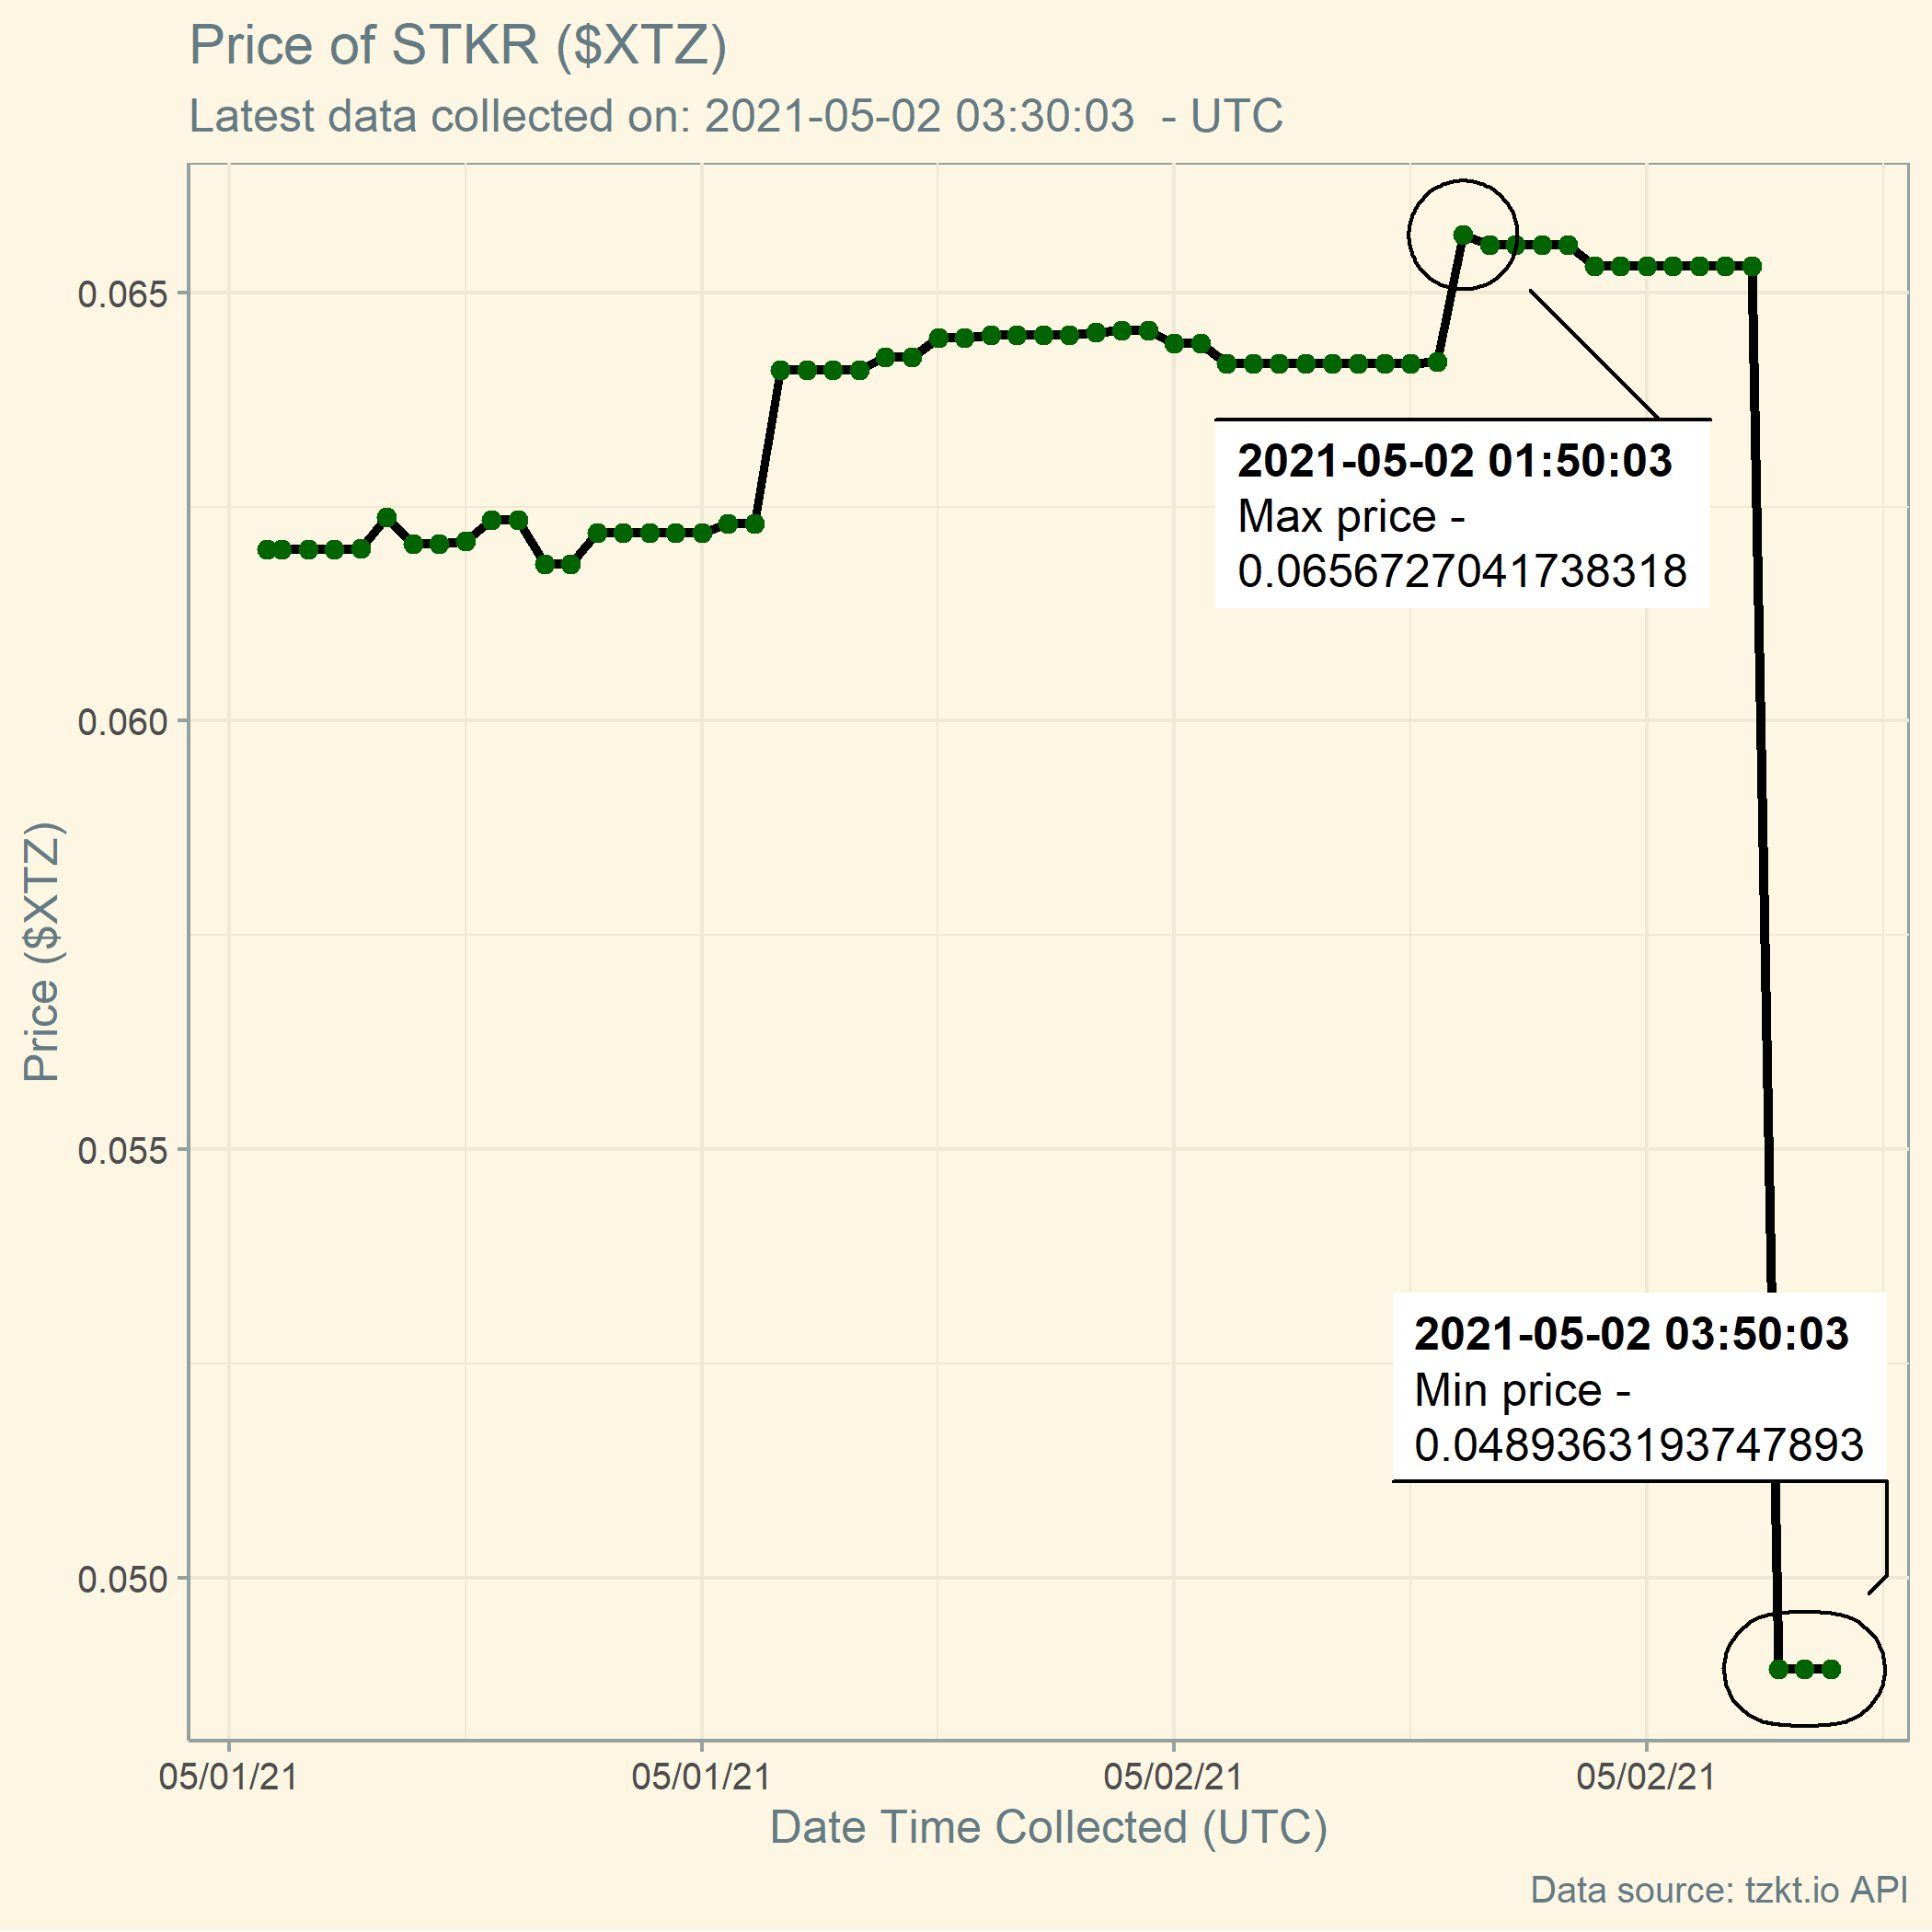 Price of STKR ($XTZ)
Latest data collected on: 2021-05-02 03:30:03  - UTC
0.065
2021-05-02 01:50:03
Max price -
0.0656727041738318
0.060
Price ($XTZ)
0.055
2021-05-02 03:50:03
Min price -
0.0489363193747893
0.050
05/01/21 05/01/21 05/02/21 05/02/21
Date Time Collected (UTC)
Data source: tzkt.io API